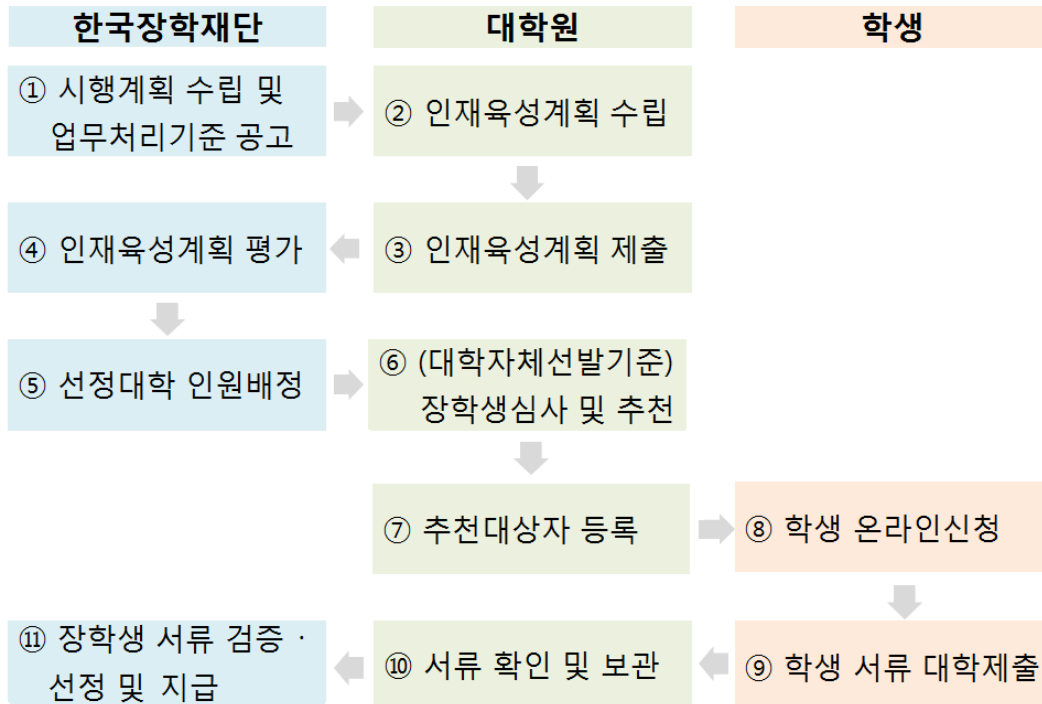 한국장학재단
대학원
학생
① 시행계획 수립 및
업무처리기준 공고
② 인재육성계획 수립
④ 인재육성계획 평가
③ 인재육성계획 제출
⑤ 선정대학 인원배정
⑥ (대학자체선발기준)
장학생심사 및 추천
⑦ 추천대상자 등록
⑧ 학생 온라인신청
⑪ 장학생 서류 검증 ·
선정 및 지급
⑩ 서류 확인 및 보관
⑨ 학생 서류 대학제출